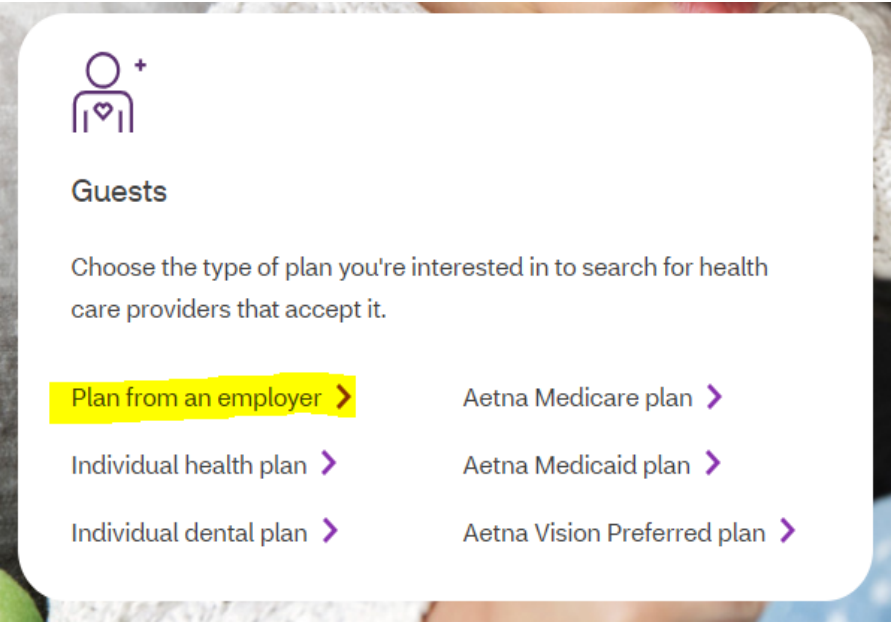 Guests
Choose the type of plan you're interested in to search for health
care providers that accept it.
Plan from an employer
Aetna Medicare plan
Individual health plan
Aetna Medicaid plan
Individual dental plan
Aetna Vision Preferred plan